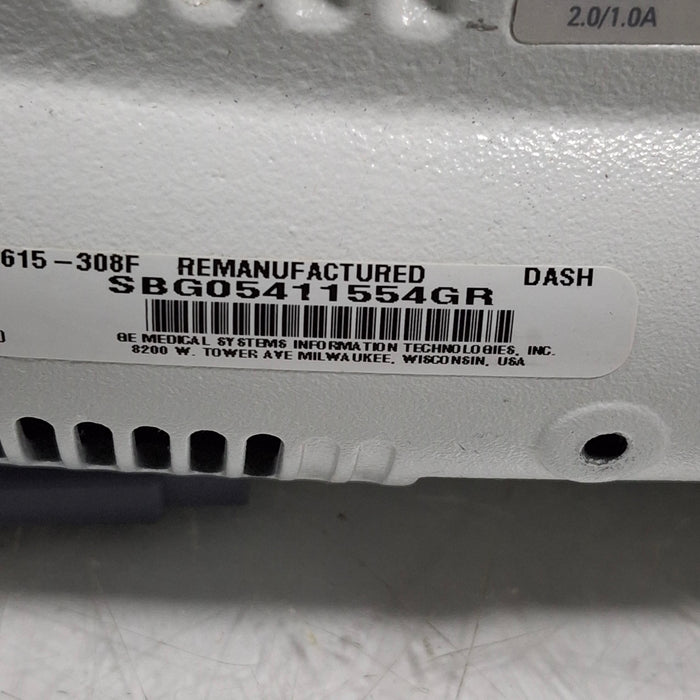 2.0/1.0A
615-308F REMANUFACTURED DASH
SBG05411554GR
GE MEDICAL SYSTEMS INFORMATION TECHNOLOGIES, INC.
8200 W. TOWER AVE MILWAUKEE, WISCONSIN, USA